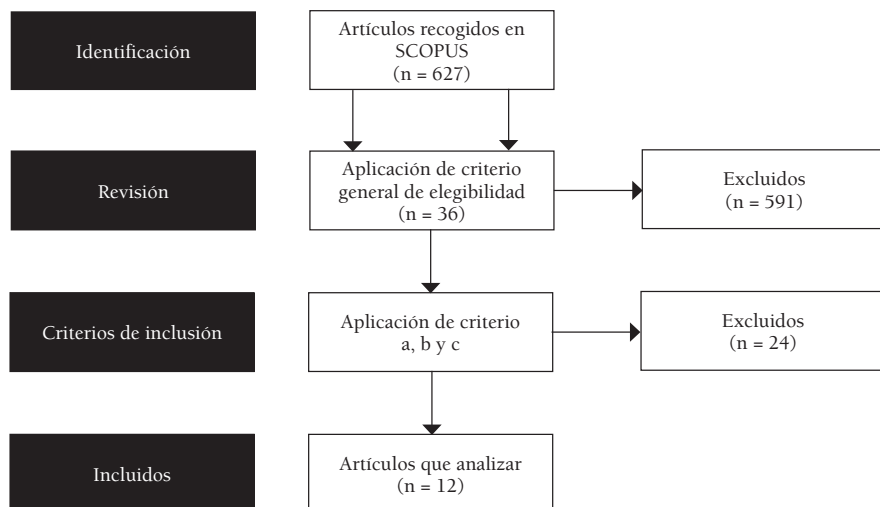 Identificación
Artículos recogidos en
SCOPUS
(n = 627)
Revisión
Aplicación de criterio
general de elegibilidad
(n = 36)
Excluidos
(n = 591)
Criterios de inclusión
Aplicación de criterio
a, b y c
Excluidos
(n = 24)
Incluidos
Artículos que analizar
(n = 12)